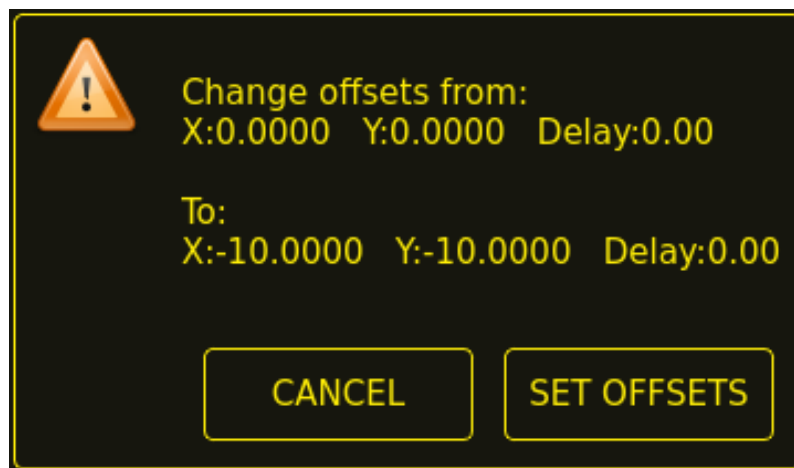 Change offsets from:
X:0.0000 Y:0.0000 Delay:0.00
To:
X:-10.0000 Y:-10.0000 Delay:0.00
CANCEL SET OFFSETS